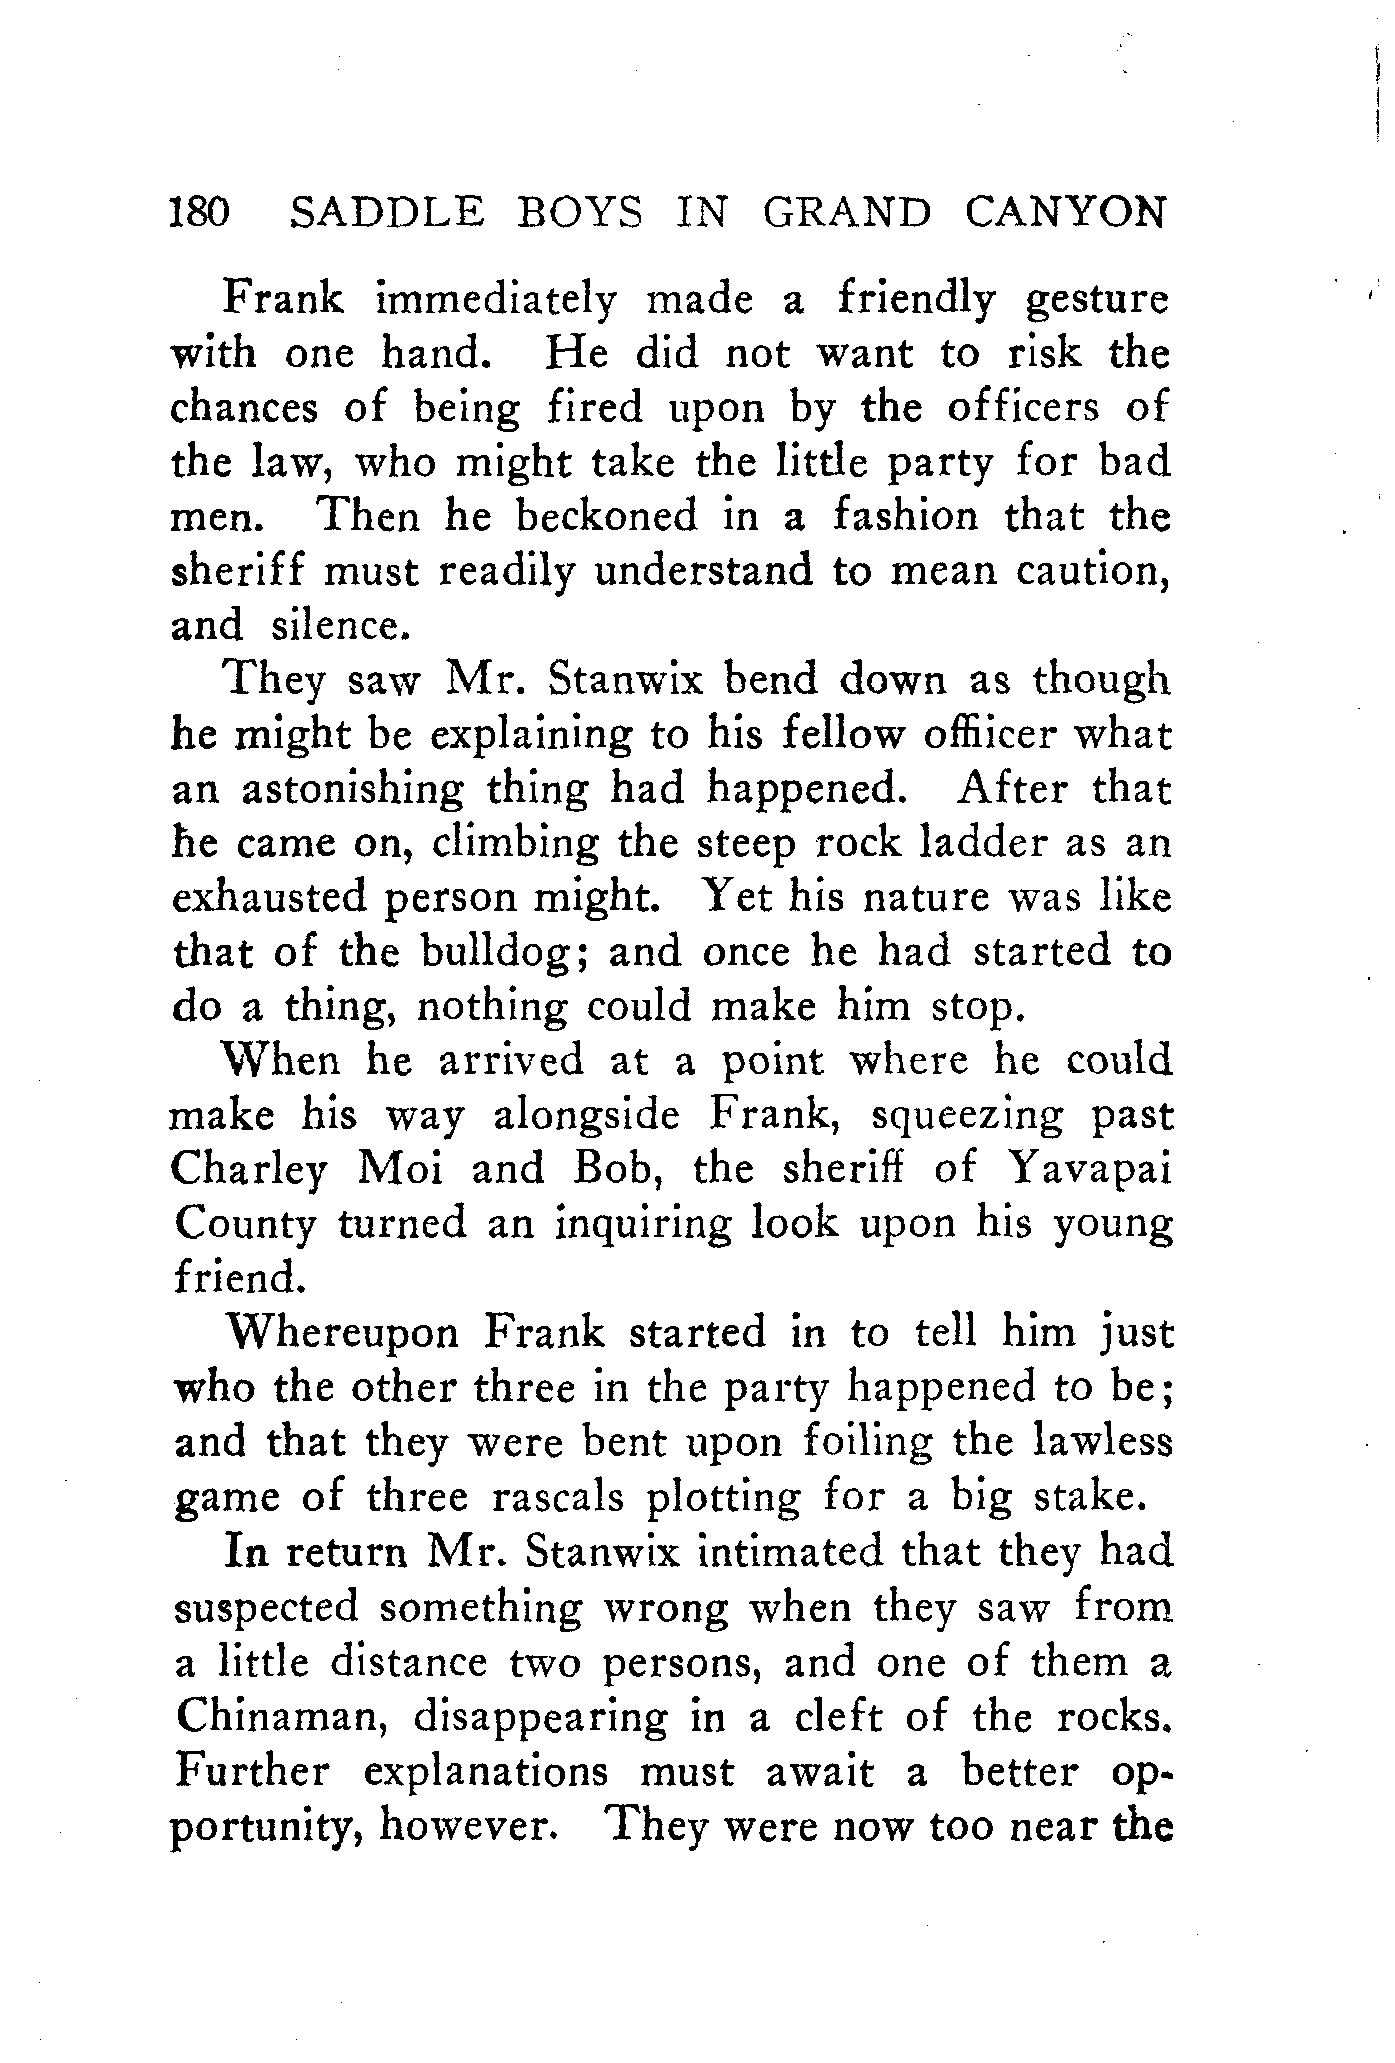 180 SADDLE BOYS IN GRAND CANYON
Frank immediately made a friendly gesture
with one hand. He did not want to risk the
chances of being fired upon by the officers of
the law, who might take the little party for bad
men. Then he beckoned in a fashion that the
sheriff must readily understand to mean caution,
and silence.
They saw Mr. Stanwix bend down as though
he might be explaining to his fellow offiicer what
an astonishing thing had happened. After that
he came on, climbing the steep rock ladder as an
exhausted person might. Yet his nature was like
that of the bulldog; and once he had started to
do a thing, nothing could make him stop.
When he arrived at a point where he could
make his way alongside Frank, squeezing past
Charley Moi and Bob, the sheriff of Yavapai
County turned an inquiring look upon his young
friend.
Whereupon Frank started in to tell him just
who the other three in the party happened to be;
and that they were bent upon foiling the lawless
game of three rascals plotting for a big stake.
In return Mr. Stanwix intimated that they had
suspected something wrong when they saw from
a little distance two persons, and one of them a
Chinaman, disappearing in a cleft of the rocks.
Further explanations must await a better op-
portunity, however. They were now too near the